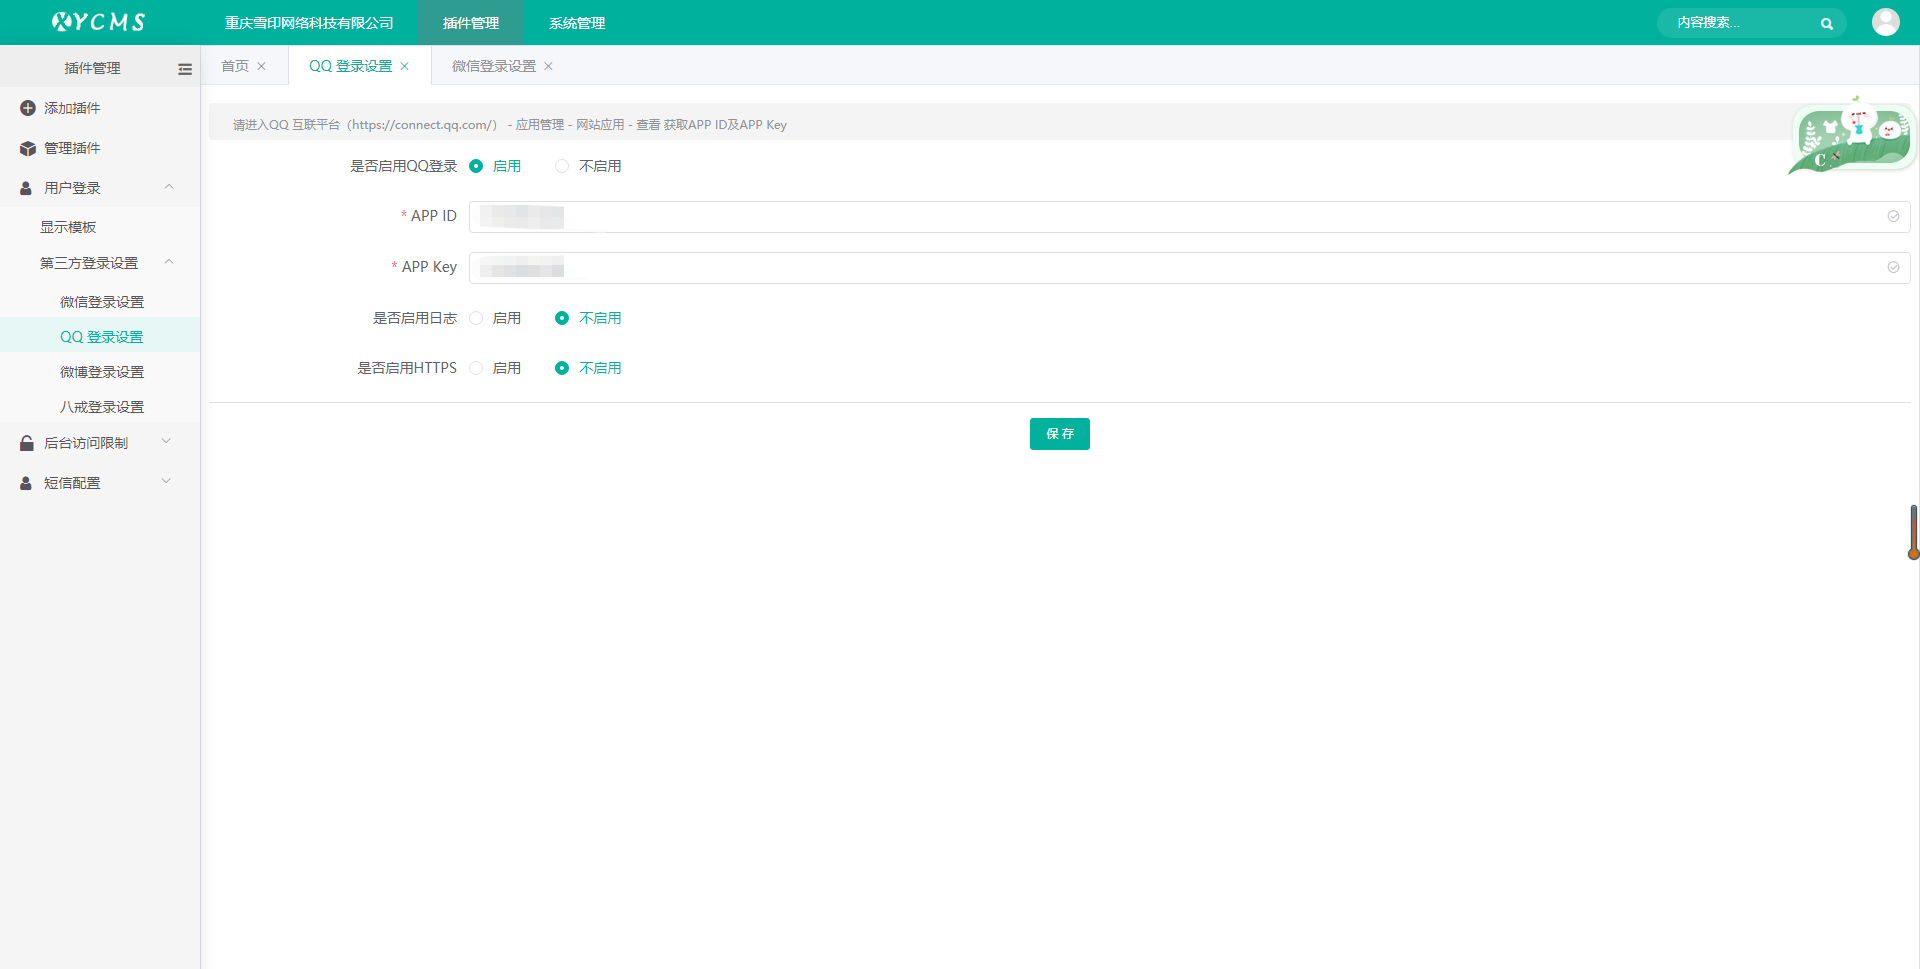 XYCMS
重庆雪印网络科技有限公司
插件管理
系统管理
内容搜索...
插件管理
首页
QQ 登录设置
微信登录设置
添加插件
管理插件
用户登录
显示模板
第三方登录设置
微信登录设置
QQ 登录设置
微博登录设置
八戒登录设置
后台访问限制
短信配置
请进入QQ 互联平台（https://connect.qq.com/） - 应用管理 - 网站应用 - 查看 获取APP ID及APP Key
是否启用QQ登录 启用 不启用
* APP ID
* APP Key
是否启用日志 启用 不启用
是否启用HTTPS 启用 不启用
保 存
C